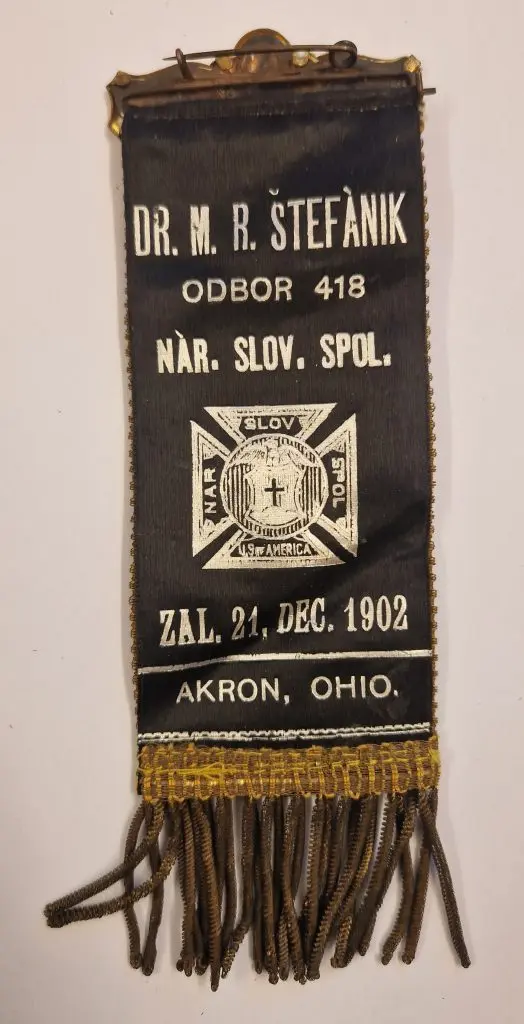 DR. M. R. ŠTEFÀNIK
ODBOR 418
NÀR. SLOV. SPOL.
SLOV
NAR
SPOL
U.S. OF AMERICA
ZAL. 21, DEC. 1902
AKRON, OHIO.